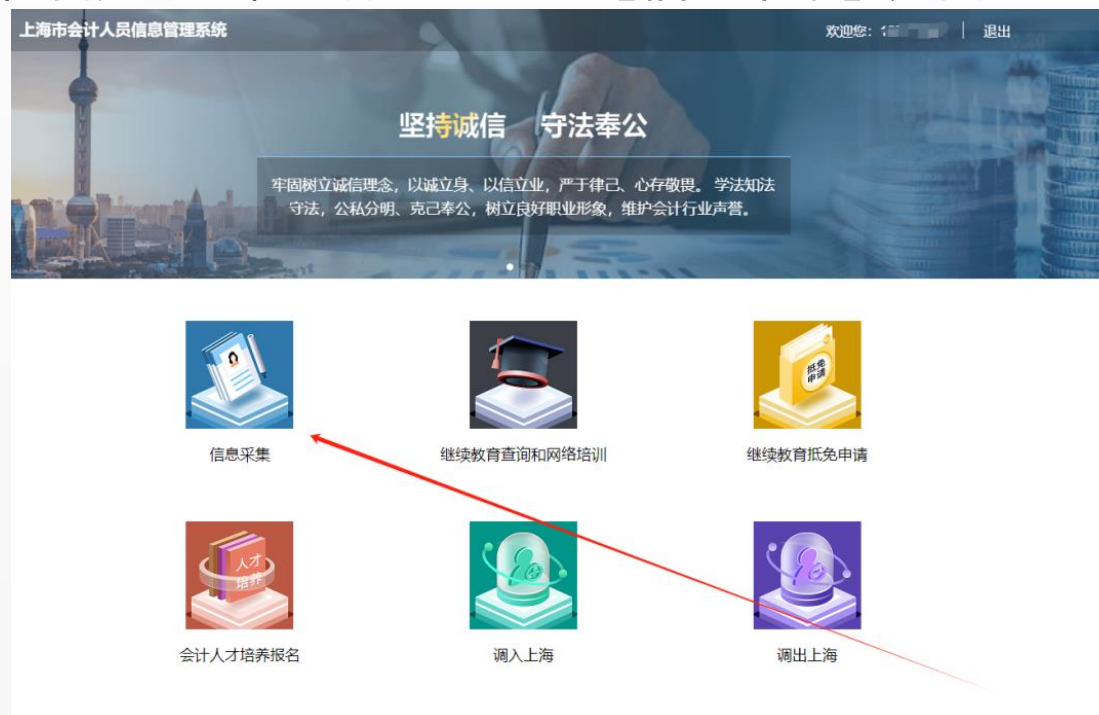 上海市会计人员信息管理系统
欢迎您：
退出
坚持诚信 守法奉公
牢固树立诚信理念，以诚立身、以信立业，严于律己、心存敬畏。 学法知法
守法，公私分明、克己奉公，树立良好职业形象，维护会计行业声誉。
抵免
申请
信息采集
继续教育查询和网络培训
继续教育抵免申请
人才
培养
会计人才培养报名
调入上海
调出上海